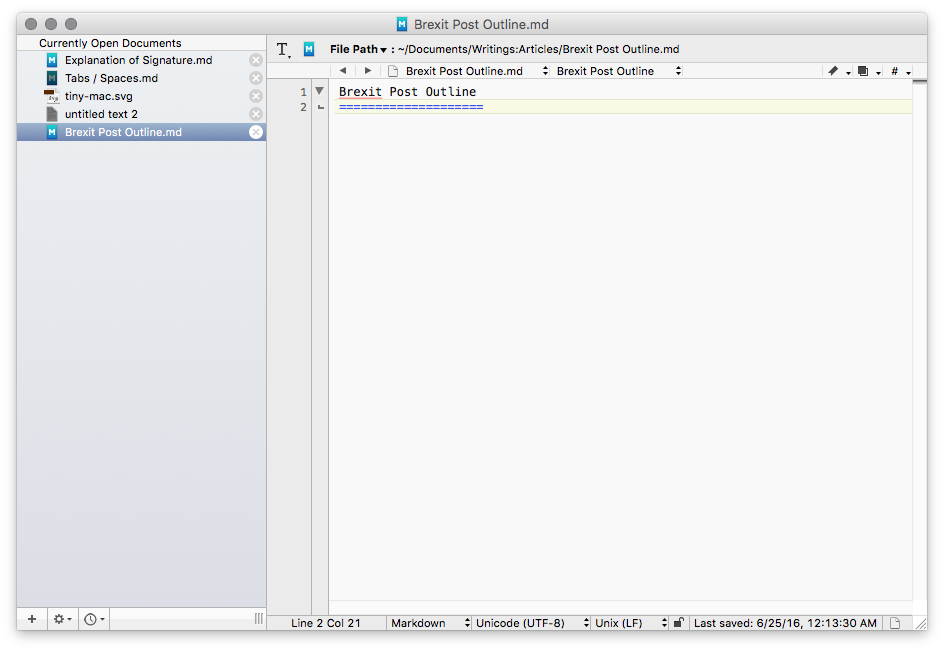 Brexit Post Outline.md
Currently Open Documents
Explanation of Signature.md
Tabs / Spaces.md
tiny-mac.svg
untitled text 2
Brexit Post Outline.md
File Path : ~/Documents/Writings:Articles/Brexit Post Outline.md
Brexit Post Outline.md Brexit Post Outline #
1 Brexit Post Outline
2 ====================
Line 2 Col 21 Markdown Unicode (UTF-8) Unix (LF) Last saved: 6/25/16, 12:13:30 AM